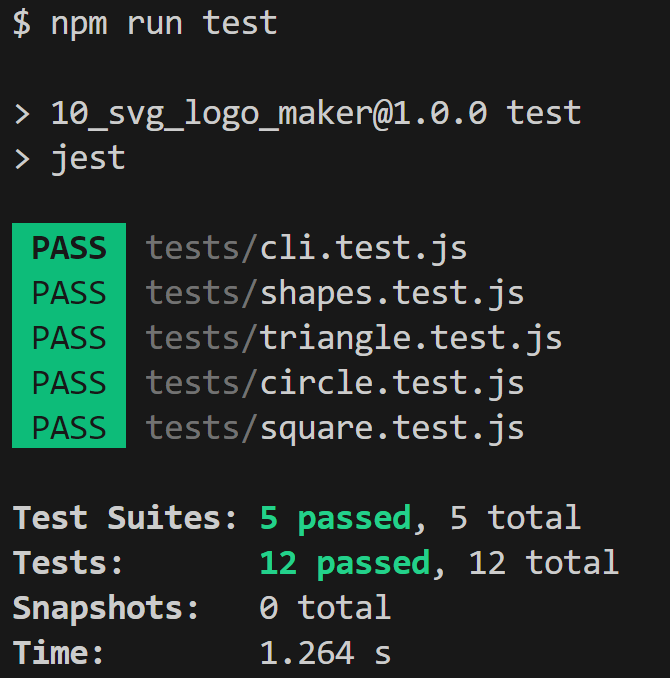 $ npm run test
> 10_svg_logo_maker@1.0.0 test
> jest
PASS tests/cli.test.js
PASS tests/shapes.test.js
PASS tests/triangle.test.js
PASS tests/circle.test.js
PASS tests/square.test.js
Test Suites: 5 passed, 5 total
Tests: 12 passed, 12 total
Snapshots: 0 total
Time: 1.264 s